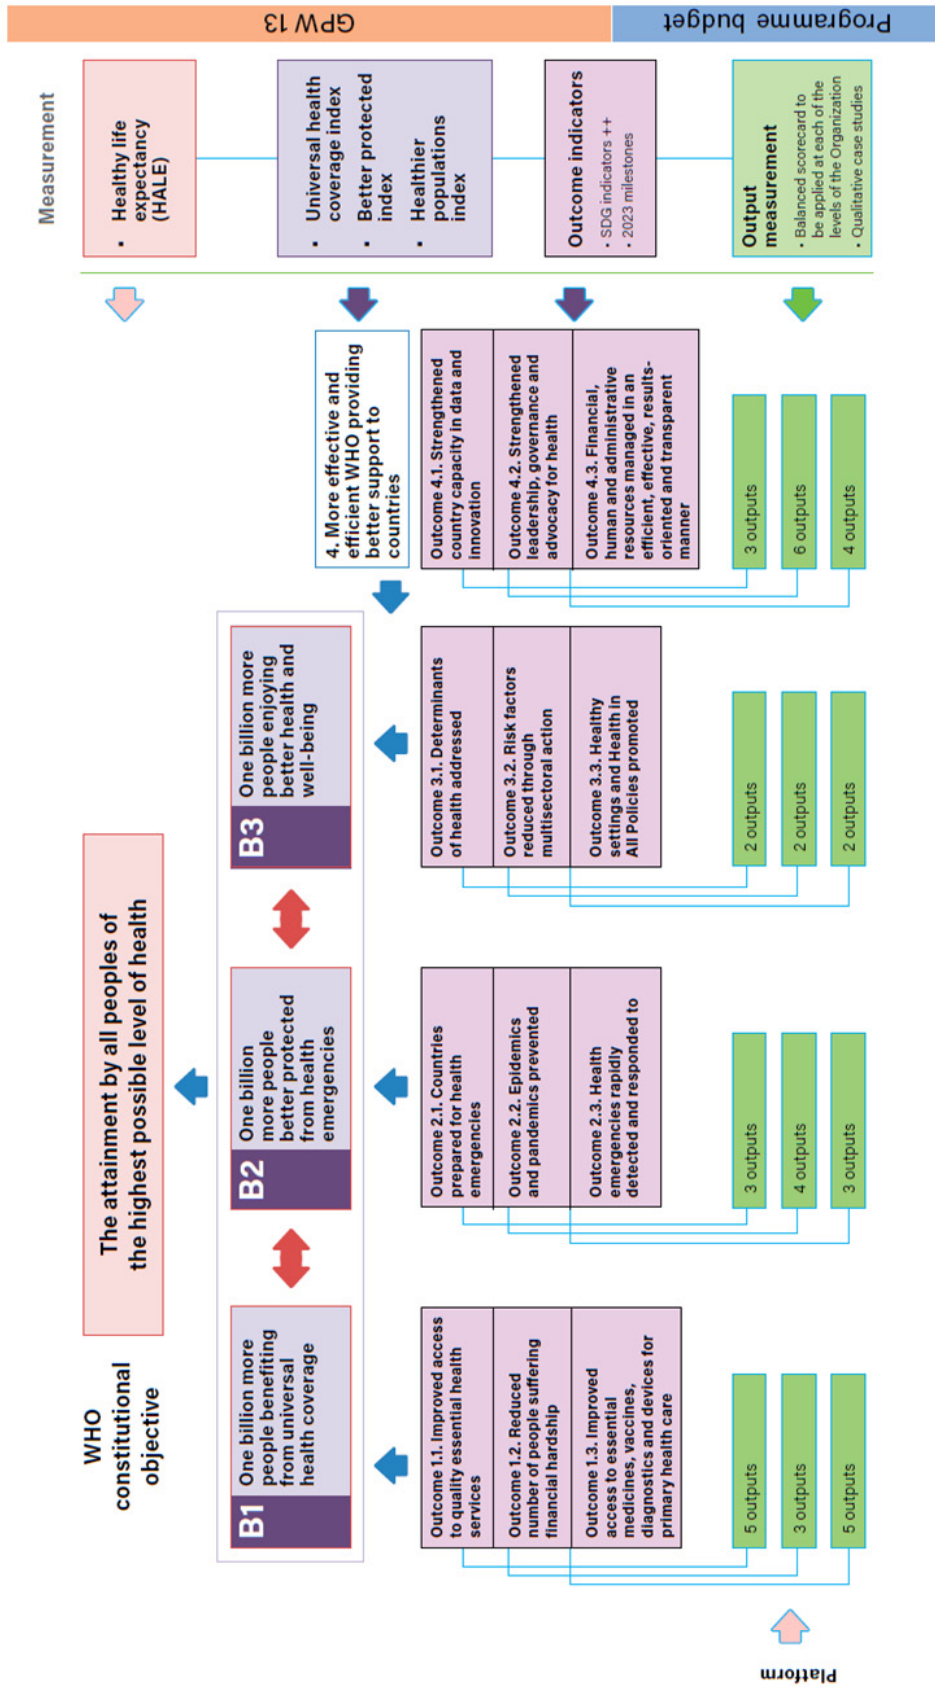 WHO
constitutional
objective
The attainment by all peoples of
the highest possible level of health
Measurement
• Healthy life
expectancy
(HALE)
GPW 13
B1
One billion more
people benefiting
from universal
health coverage
B2
One billion
more people
better protected
from health
emergencies
B3
One billion more
people enjoying
better health and
well-being
4. More effective and
efficient WHO providing
better support to
countries
• Universal health
coverage index
• Better protected
index
• Healthier
populations
index
Outcome 1.1. Improved access
to quality essential health
services
Outcome 1.2. Reduced
number of people suffering
financial hardship
Outcome 1.3. Improved
access to essential
medicines, vaccines,
diagnostics and devices for
primary health care
Outcome 2.1. Countries
prepared for health
emergencies
Outcome 2.2. Epidemics
and pandemics prevented
Outcome 2.3. Health
emergencies rapidly
detected and responded to
Outcome 3.1. Determinants
of health addressed
Outcome 3.2. Risk factors
reduced through
multisectoral action
Outcome 3.3. Healthy
settings and Health in
All Policies promoted
Outcome 4.1. Strengthened
country capacity in data and
innovation
Outcome 4.2. Strengthened
leadership, governance and
advocacy for health
Outcome 4.3. Financial,
human and administrative
resources managed in an
efficient, effective, results-
oriented and transparent
manner
Outcome indicators
• SDG indicators ++
• 2023 milestones
Platform
5 outputs
3 outputs
5 outputs
3 outputs
4 outputs
3 outputs
2 outputs
2 outputs
2 outputs
3 outputs
6 outputs
4 outputs
Output
measurement
• Balanced scorecard to
be applied at each of the
levels of the Organization
• Qualitative case studies
Programme budget